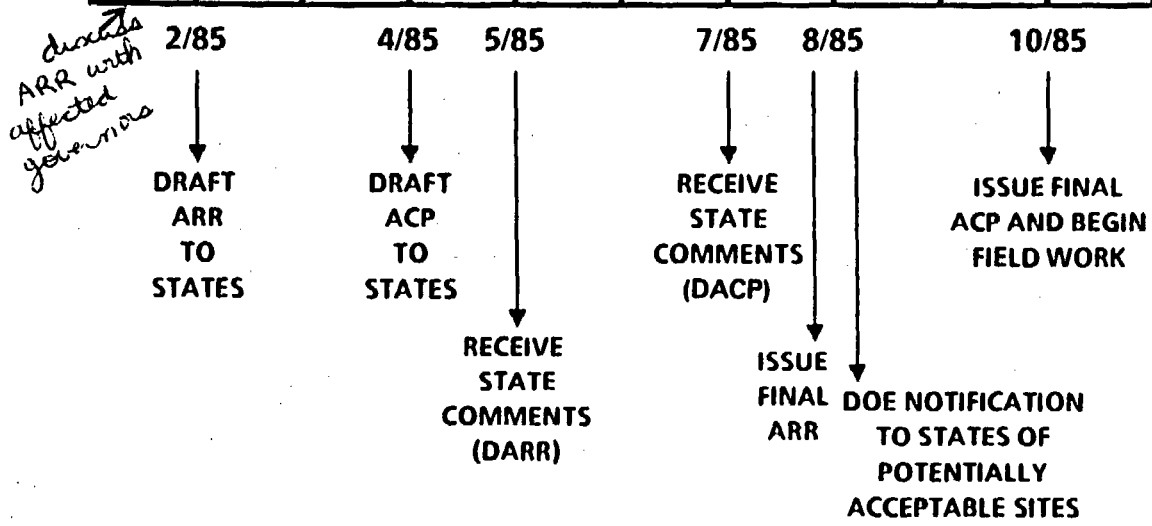 discuss
ARR with
affected
governors
2/85 4/85 5/85 7/85 8/85 10/85
DRAFT
ARR
TO
STATES
DRAFT
ACP
TO
STATES
RECEIVE
STATE
COMMENTS
(DARR)
RECEIVE
STATE
COMMENTS
(DACP)
ISSUE
FINAL
ARR
DOE NOTIFICATION
TO STATES OF
POTENTIALLY
ACCEPTABLE SITES
ISSUE FINAL
ACP AND BEGIN
FIELD WORK